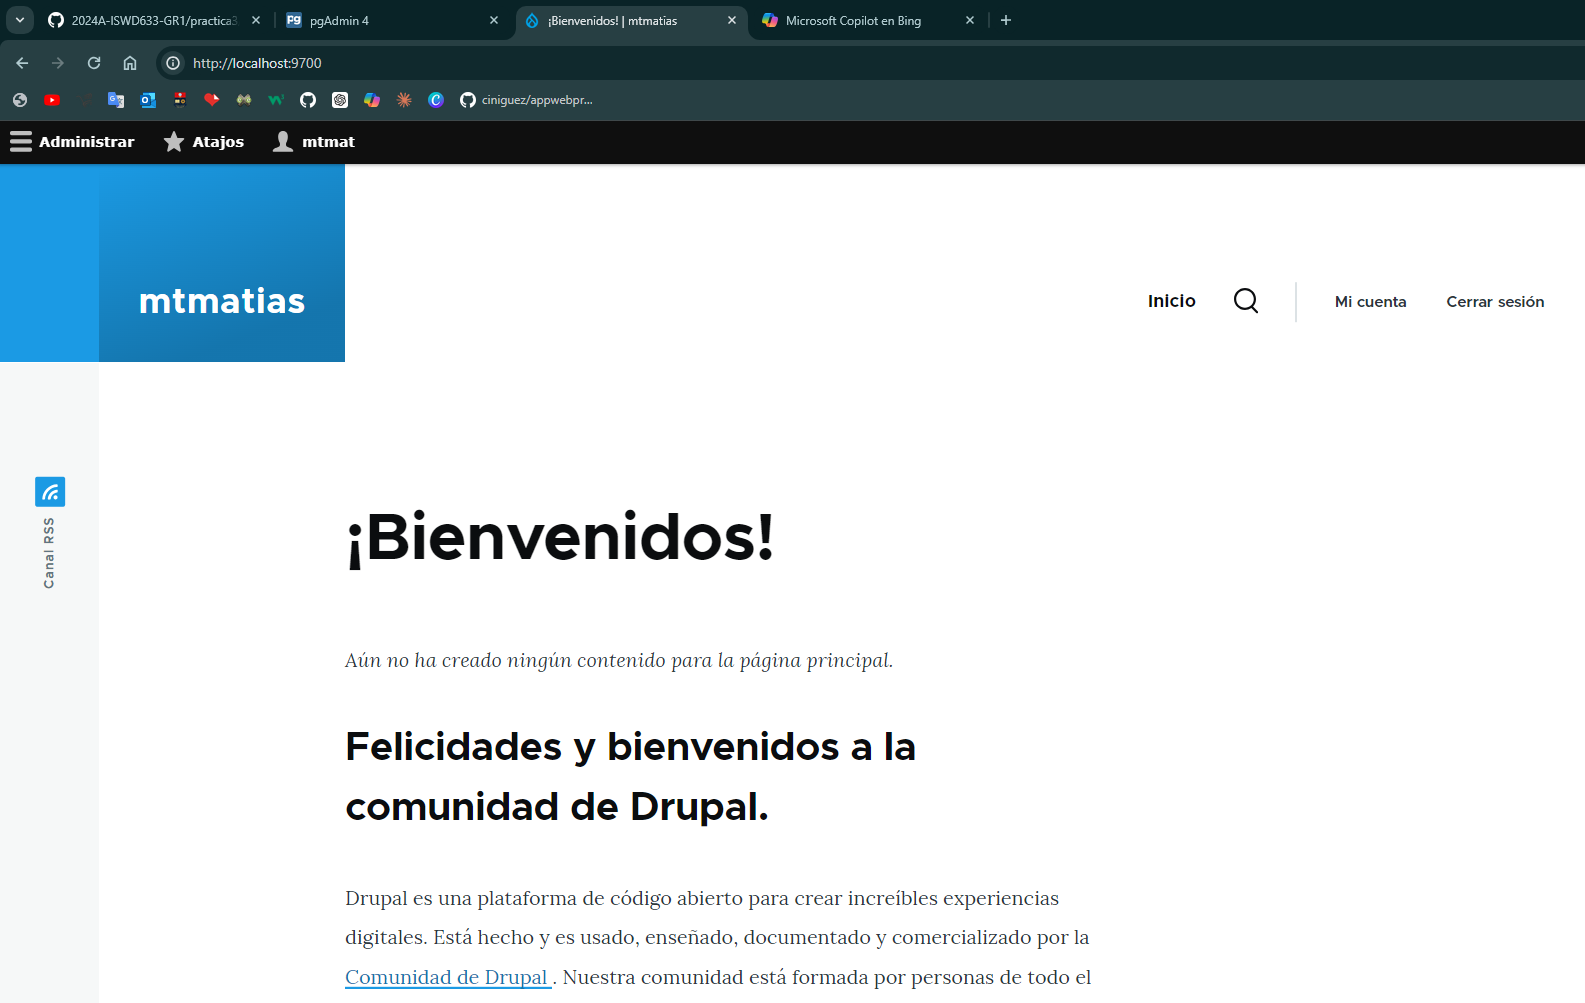 2024A-ISWD633-GR1/practica3
pgAdmin 4
¡Bienvenidos! | mtmatias
Microsoft Copilot en Bing
http://localhost:9700
ciniguez/appwebpr...
Administrar
Atajos
mtmat
mtmatias
Inicio
Mi cuenta
Cerrar sesión
Canal RSS
¡Bienvenidos!
Aún no ha creado ningún contenido para la página principal.
Felicidades y bienvenidos a la
comunidad de Drupal.
Drupal es una plataforma de código abierto para crear increíbles experiencias
digitales. Está hecho y es usado, enseñado, documentado y comercializado por la
Comunidad de Drupal . Nuestra comunidad está formada por personas de todo el